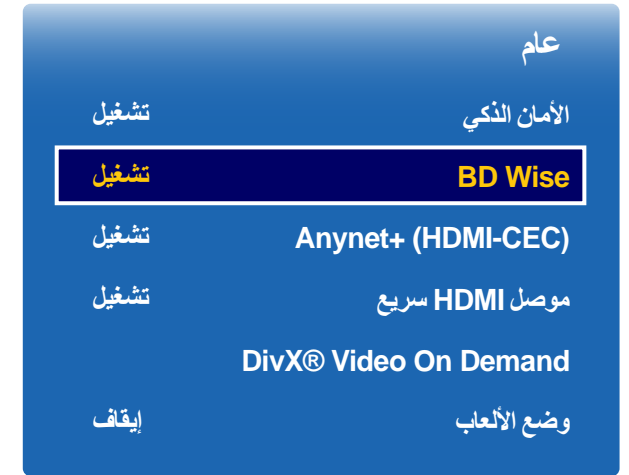 عام
الأمان الذكي تشغيل
BD Wise تشغيل
Anynet+ (HDMI-CEC) تشغيل
موصل HDMI سريع تشغيل
DivX® Video On Demand
وضع الألعاب إيقاف